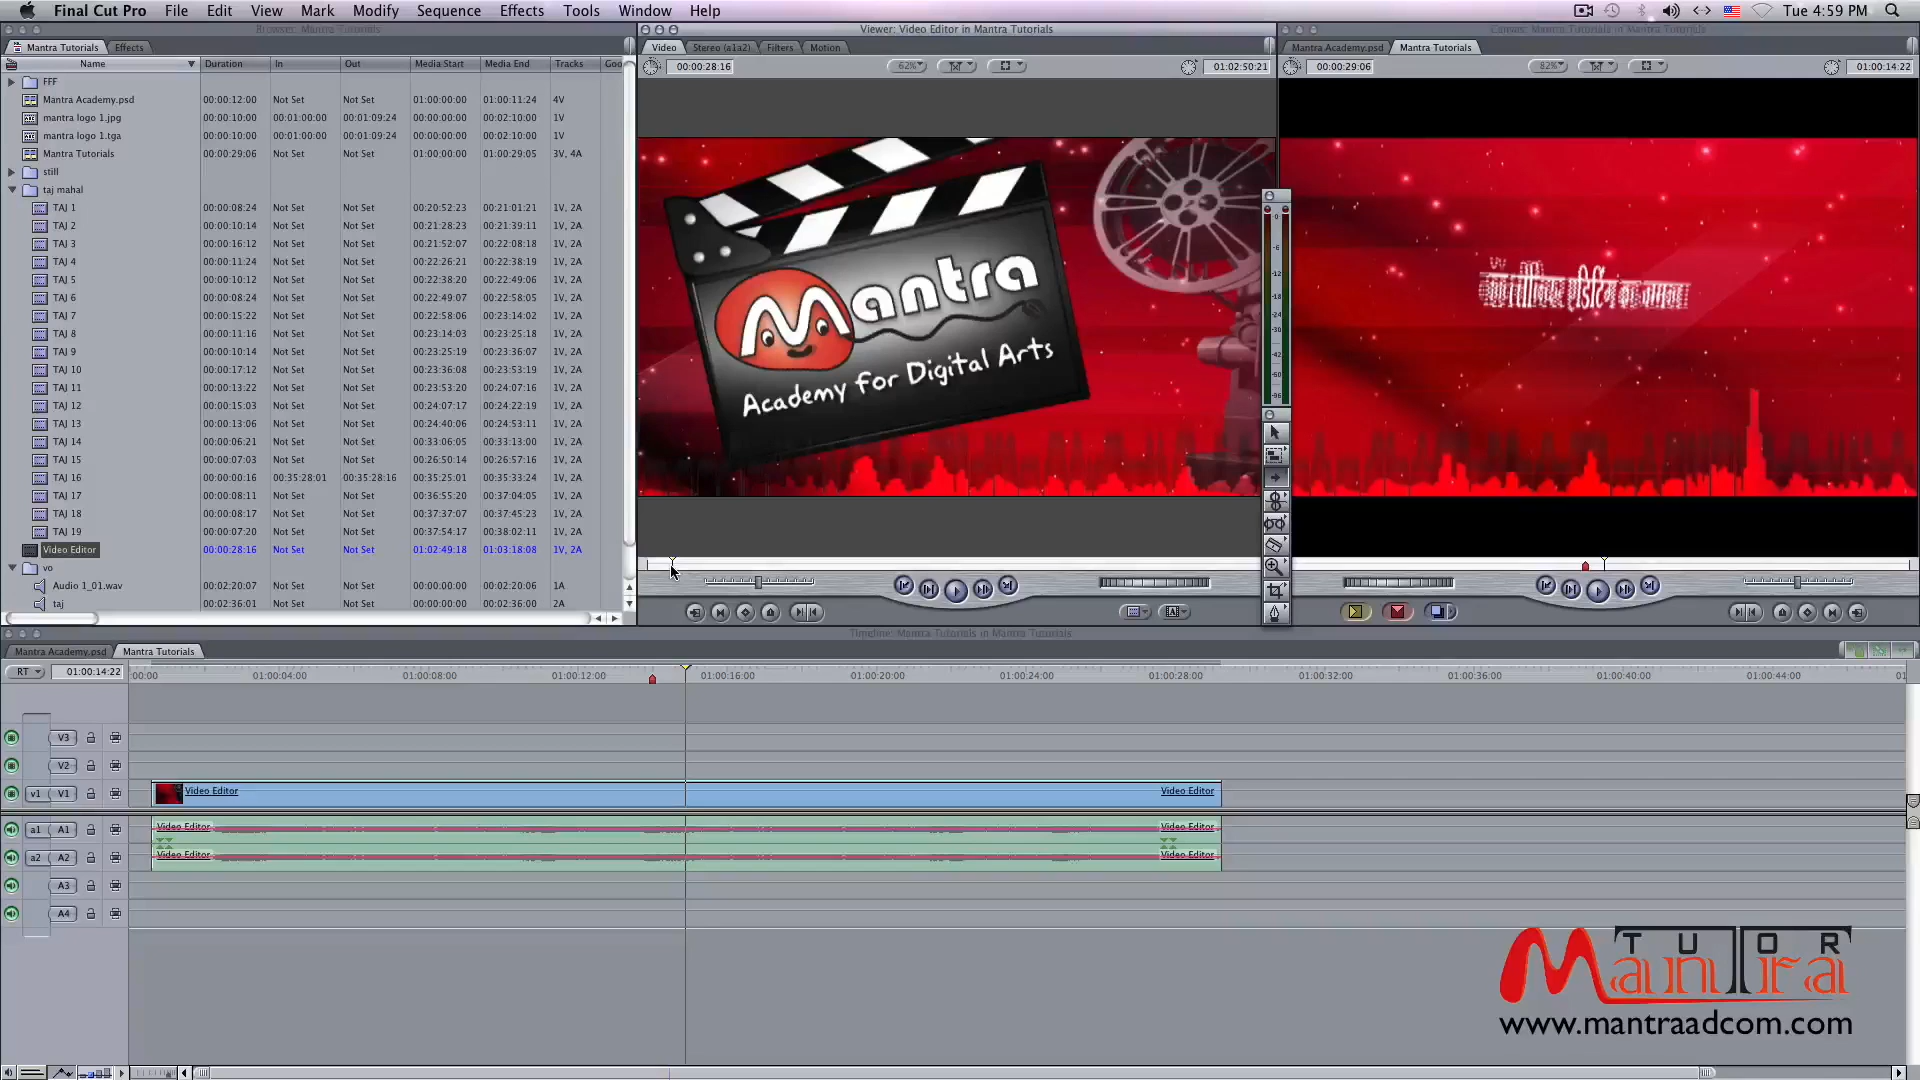 Final Cut Pro File Edit View Mark Modify Sequence Effects Tools Window Help Tue 4:59 PM
Browser: Mantra Tutorials
Mantra Tutorials Effects
Name Duration In Out Media Start Media End Tracks Goo
FFF
Mantra Academy.psd 00:00:12:00 Not Set Not Set 01:00:00:00 01:00:11:24 4V
mantra logo 1.jpg 00:00:10:00 00:01:00:00 00:01:09:24 00:00:00:00 00:02:10:00 1V
mantra logo 1.tga 00:00:10:00 00:01:00:00 00:01:09:24 00:00:00:00 00:02:10:00 1V
Mantra Tutorials 00:00:29:06 Not Set Not Set 01:00:00:00 01:00:29:05 3V, 4A
still
taj mahal
TAJ 1 00:00:08:24 Not Set Not Set 00:20:52:23 00:21:01:21 1V, 2A
TAJ 2 00:00:10:14 Not Set Not Set 00:21:28:23 00:21:39:11 1V, 2A
TAJ 3 00:00:16:12 Not Set Not Set 00:21:52:07 00:22:08:18 1V, 2A
TAJ 4 00:00:11:24 Not Set Not Set 00:22:26:21 00:22:38:19 1V, 2A
TAJ 5 00:00:10:12 Not Set Not Set 00:22:38:20 00:22:49:06 1V, 2A
TAJ 6 00:00:08:24 Not Set Not Set 00:22:49:07 00:22:58:05 1V, 2A
TAJ 7 00:00:15:22 Not Set Not Set 00:22:58:06 00:23:14:02 1V, 2A
TAJ 8 00:00:11:16 Not Set Not Set 00:23:14:03 00:23:25:18 1V, 2A
TAJ 9 00:00:10:14 Not Set Not Set 00:23:25:19 00:23:36:07 1V, 2A
TAJ 10 00:00:17:12 Not Set Not Set 00:23:36:08 00:23:53:19 1V, 2A
TAJ 11 00:00:13:22 Not Set Not Set 00:23:53:20 00:24:07:16 1V, 2A
TAJ 12 00:00:15:03 Not Set Not Set 00:24:07:17 00:24:22:19 1V, 2A
TAJ 13 00:00:13:06 Not Set Not Set 00:24:40:06 00:24:53:11 1V, 2A
TAJ 14 00:00:06:21 Not Set Not Set 00:33:06:05 00:33:13:00 1V, 2A
TAJ 15 00:00:07:03 Not Set Not Set 00:26:50:14 00:26:57:16 1V, 2A
TAJ 16 00:00:00:16 00:35:28:01 00:35:28:16 00:35:25:01 00:35:33:24 1V, 2A
TAJ 17 00:00:08:11 Not Set Not Set 00:36:55:20 00:37:04:05 1V, 2A
TAJ 18 00:00:08:17 Not Set Not Set 00:37:37:07 00:37:45:23 1V, 2A
TAJ 19 00:00:07:20 Not Set Not Set 00:37:54:17 00:38:02:11 1V, 2A
Video Editor 00:00:28:16 Not Set Not Set 01:02:49:18 01:03:18:08 1V, 2A
vo
Audio 1_01.wav 00:02:20:07 Not Set Not Set 00:00:00:00 00:02:20:06 1A
taj 00:02:36:01 Not Set Not Set 00:00:00:00 00:02:36:00 2A
Viewer: Video Editor in Mantra Tutorials
Video Stereo (a1a2) Filters Motion
00:00:28:16 62% 01:02:50:21
Mantra
Academy for Digital Arts
0
-6
-12
-18
-24
-30
-42
-60
-96
Canvas: Mantra Tutorials in Mantra Tutorials
Mantra Academy.psd Mantra Tutorials
00:00:29:06 82% 01:00:14:22
Timeline: Mantra Tutorials in Mantra Tutorials
Mantra Academy.psd Mantra Tutorials
RT 01:00:14:22 00:00 01:00:04:00 01:00:08:00 01:00:12:00 01:00:16:00 01:00:20:00 01:00:24:00 01:00:28:00 01:00:32:00 01:00:36:00 01:00:40:00 01:00:44:00
V3
V2
v1 V1 Video Editor Video Editor
a1 A1 Video Editor Video Editor
a2 A2 Video Editor Video Editor
A3
A4
TUTOR
ManTra
www.mantraadcom.com